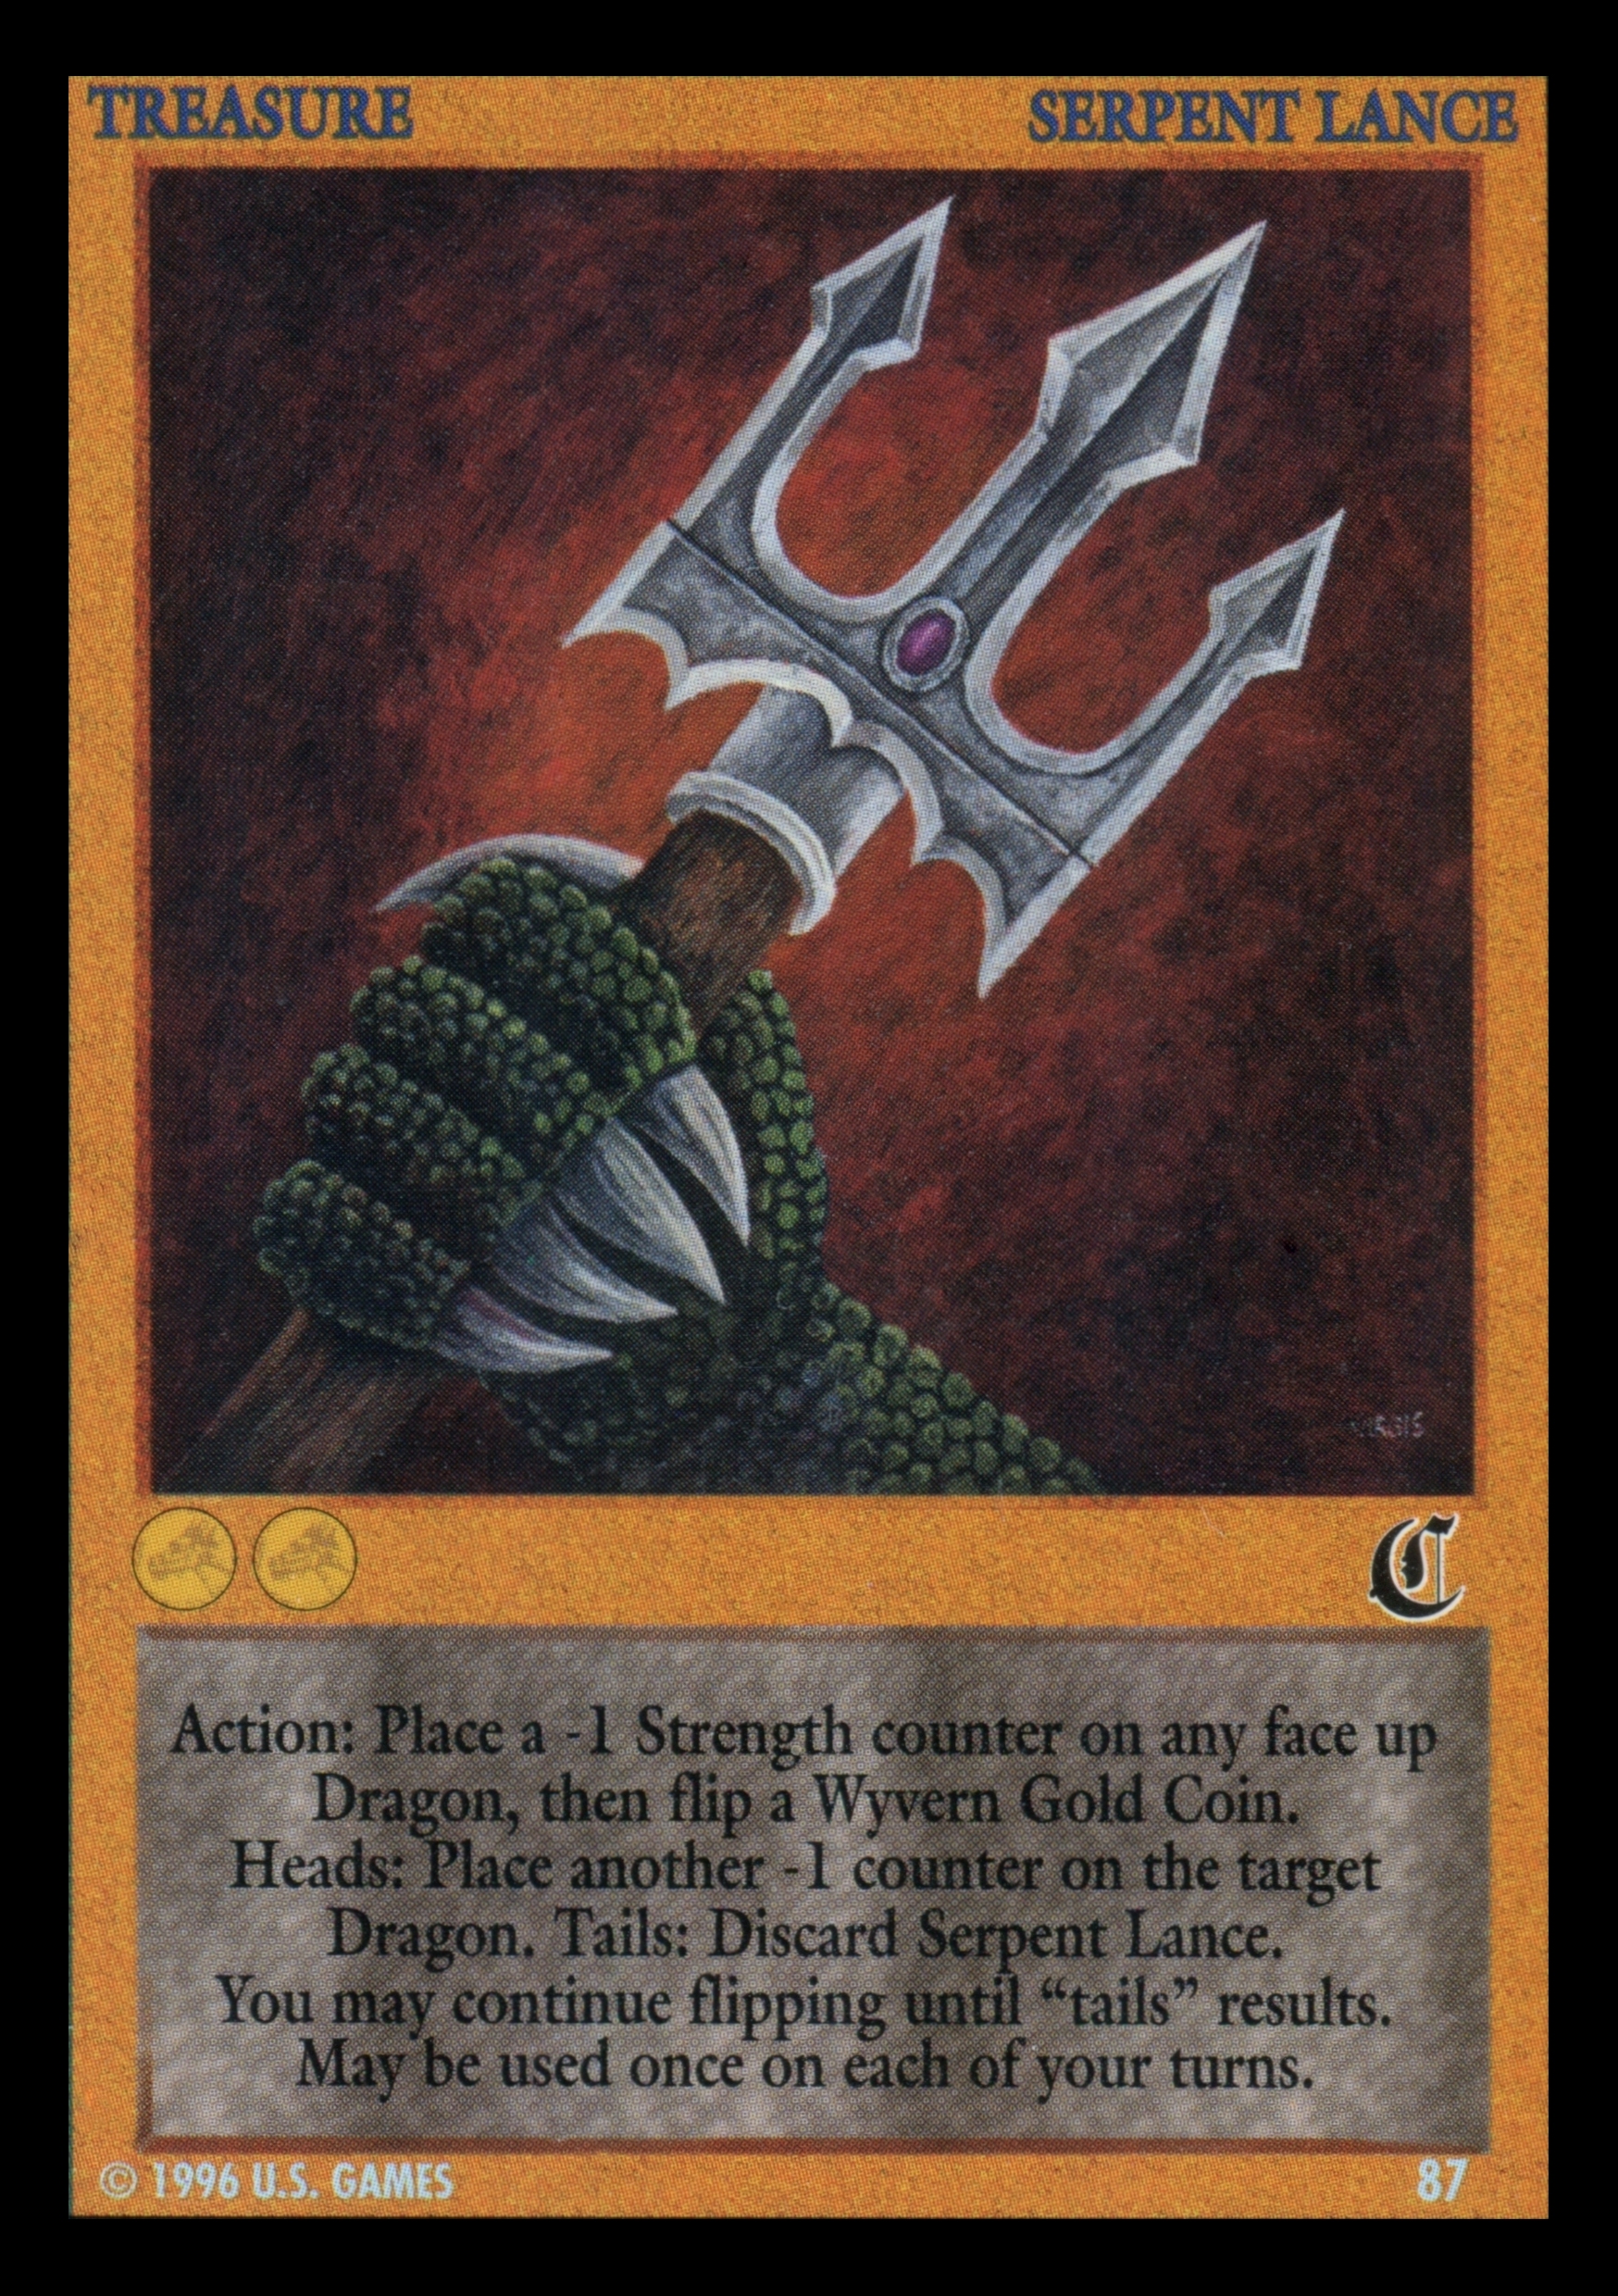 TREASURE
SERPENT LANCE
C
Action: Place a -1 Strength counter on any face up
Dragon, then flip a Wyvern Gold Coin.
Heads: Place another -1 counter on the target
Dragon. Tails: Discard Serpent Lance.
You may continue flipping until “tails” results.
May be used once on each of your turns.
© 1996 U.S. GAMES
87